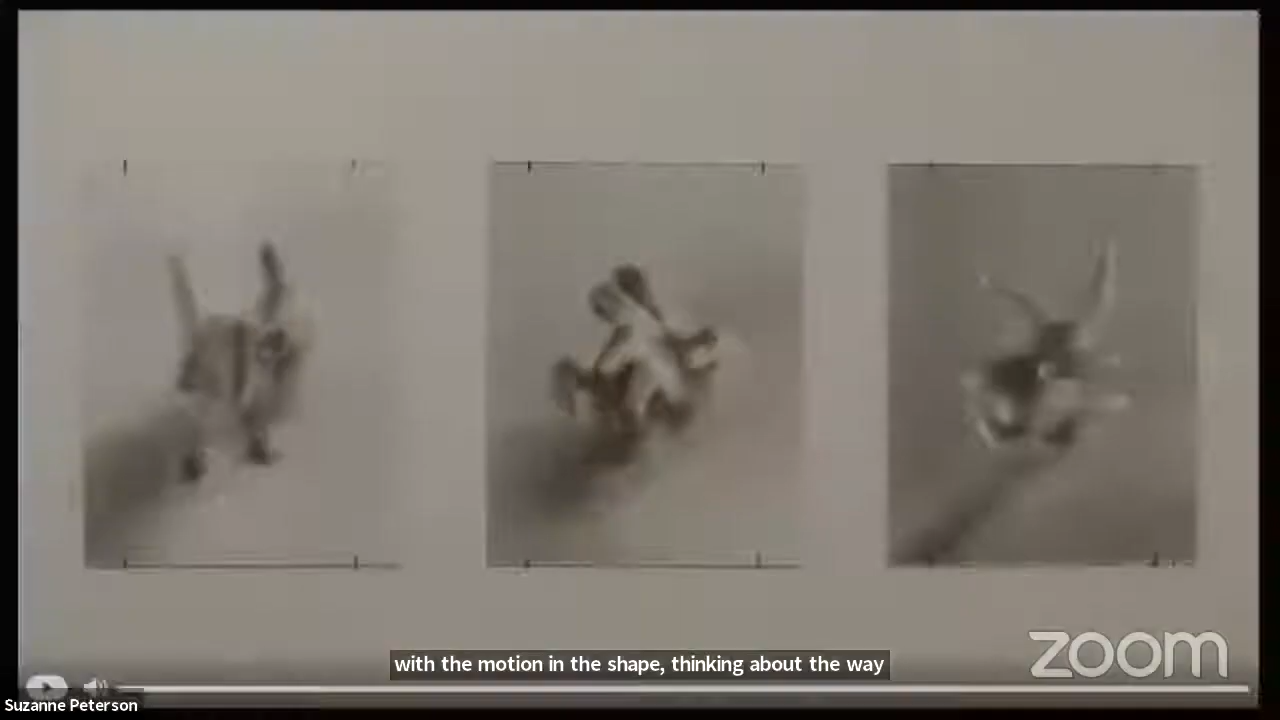 zoom
with the motion in the shape, thinking about the way
Suzanne Peterson